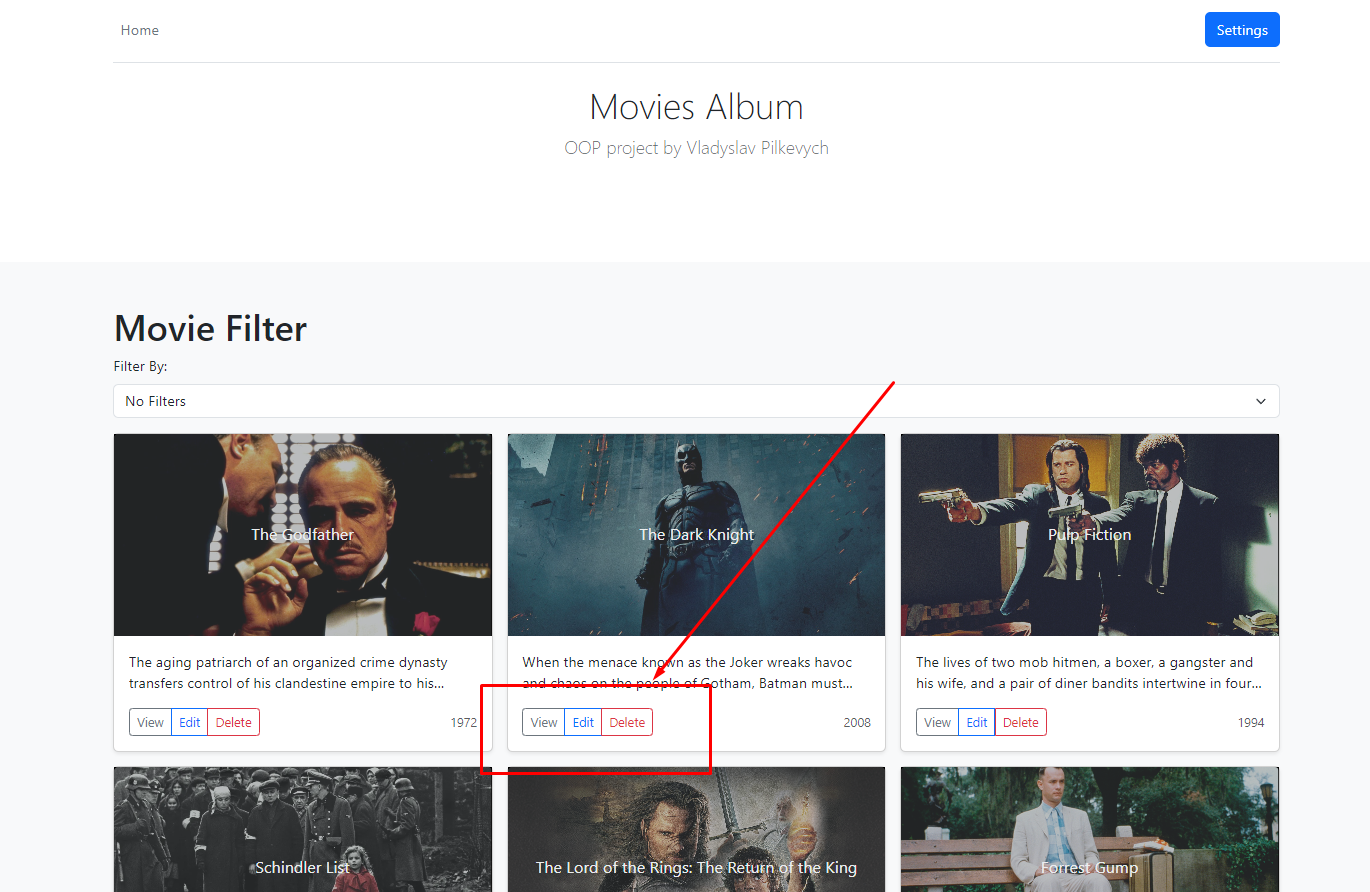 Home
Settings
Movies Album
OOP project by Vladyslav Pilkevych
Movie Filter
Filter By:
No Filters
The Godfather
The aging patriarch of an organized crime dynasty
transfers control of his clandestine empire to his...
View Edit Delete 1972
The Dark Knight
When the menace known as the Joker wreaks havoc
and chaos on the people of Gotham, Batman must...
View Edit Delete 2008
Pulp Fiction
The lives of two mob hitmen, a boxer, a gangster and
his wife, and a pair of diner bandits intertwine in four...
View Edit Delete 1994
Schindler List
The Lord of the Rings: The Return of the King
Forrest Gump